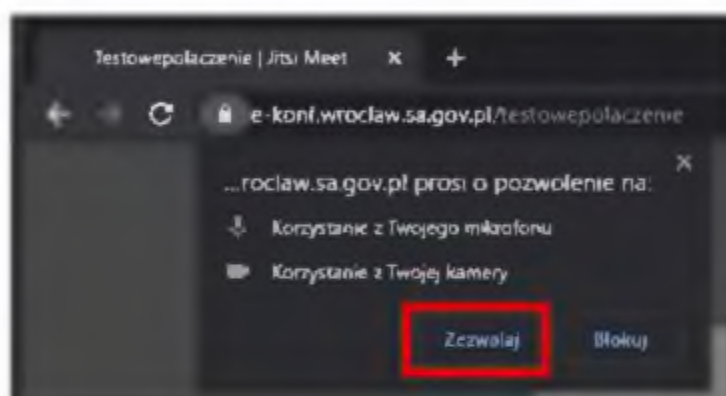 Testowepolaczenie | Jitsi Meet
e-konf.wroclaw.sa.gov.pl/testowepolaczenie
...roclaw.sa.gov.pl prosi o pozwolenie na:
Korzystanie z Twojego mikrofonu
Korzystanie z Twojej kamery
Zezwalaj Blokuj